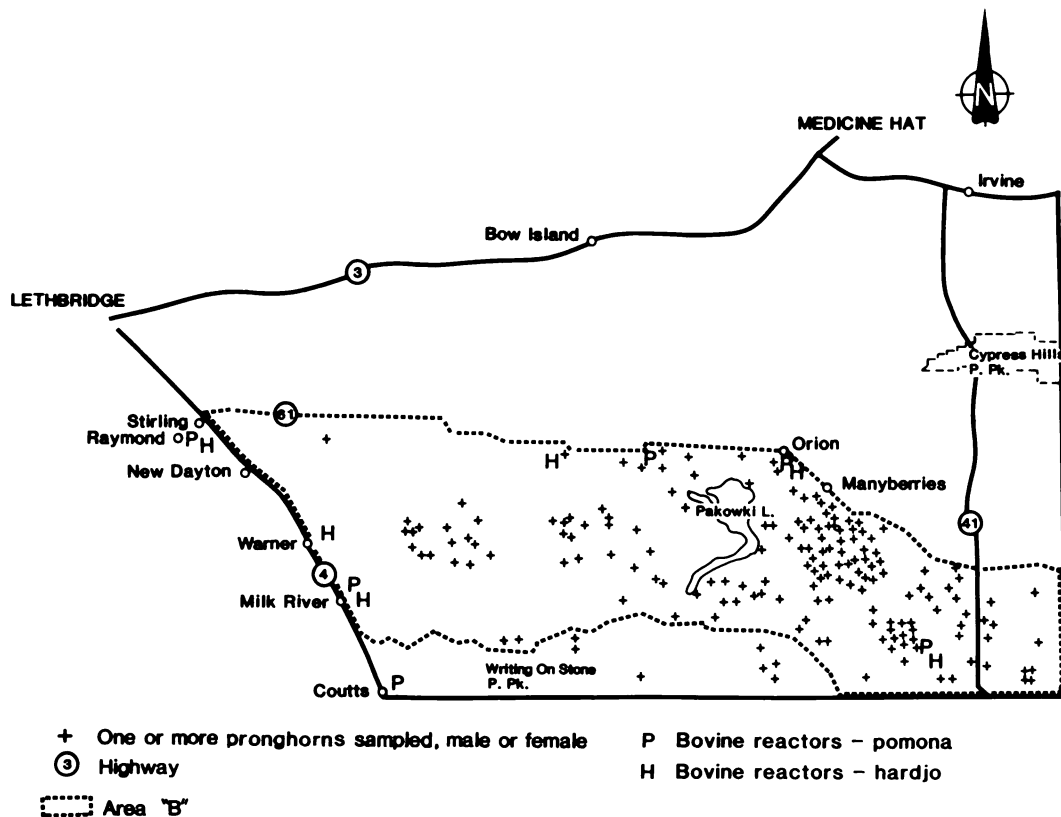 N
MEDICINE HAT
Irvine
Bow Island
3
LETHBRIDGE
Cypress Hills
P. Pk.
Stirling
61
Raymond
P
H
Orion
H
P
P
H
New Dayton
Manyberries
Pakowki L.
41
Warner
H
4
P
Milk River
H
P
H
Writing On Stone
P. Pk.
Coutts
P
+ One or more pronghorns sampled, male or female
3 Highway
Area "B"
P Bovine reactors – pomona
H Bovine reactors – hardjo